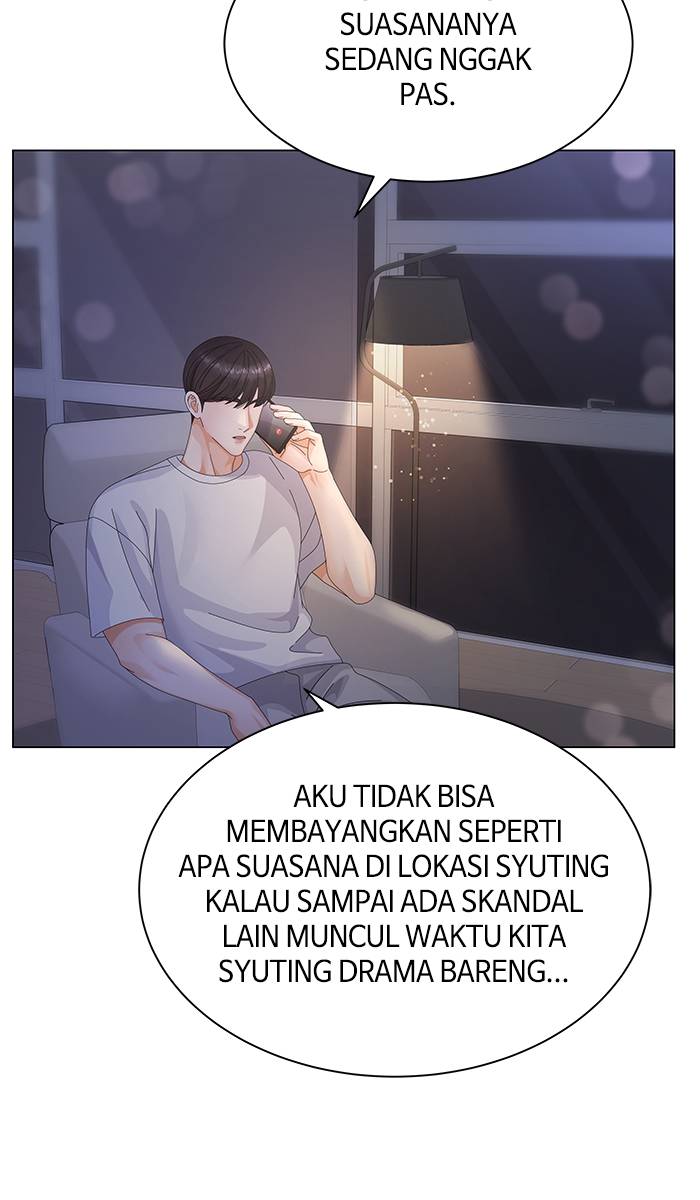 SUASANANYA
SEDANG NGGAK
PAS.
AKU TIDAK BISA
MEMBAYANGKAN SEPERTI
APA SUASANA DI LOKASI SYUTING
KALAU SAMPAI ADA SKANDAL
LAIN MUNCUL WAKTU KITA
SYUTING DRAMA BARENG...